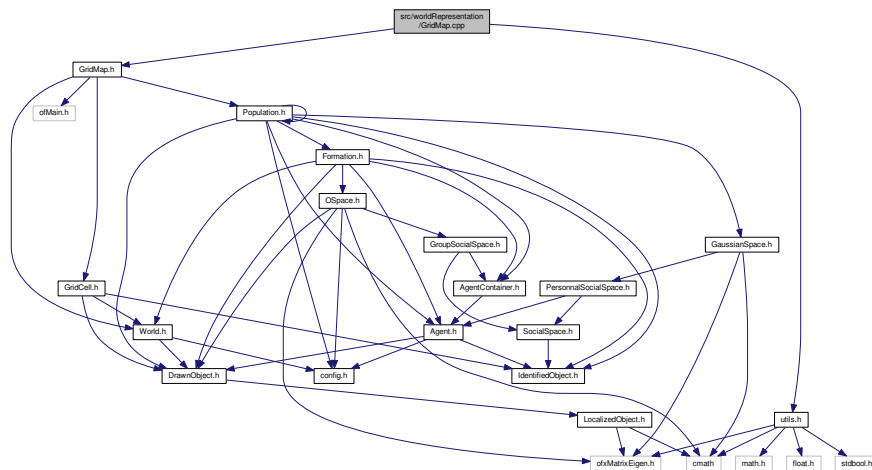 src/worldRepresentation
/GridMap.cpp
GridMap.h
ofMain.h
Population.h
Formation.h
OSpace.h
GroupSocialSpace.h
GaussianSpace.h
GridCell.h
AgentContainer.h
PersonnalSocialSpace.h
World.h
Agent.h
SocialSpace.h
DrawnObject.h
config.h
IdentifiedObject.h
LocalizedObject.h
utils.h
ofxMatrixEigen.h
cmath
math.h
float.h
stdbool.h